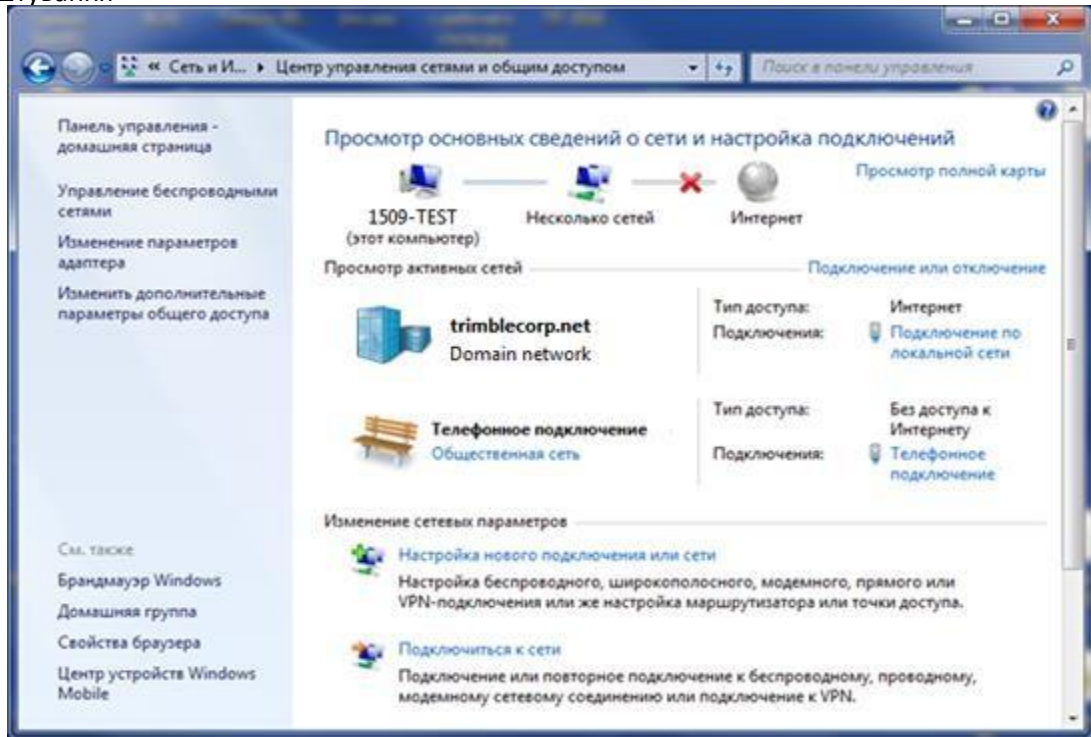 « Сеть и И... ▸ Центр управления сетями и общим доступом
Поиск в панели управления
Панель управления -
домашняя страница
Управление беспроводными
сетями
Изменение параметров
адаптера
Изменить дополнительные
параметры общего доступа
См. также
Брандмауэр Windows
Домашняя группа
Свойства браузера
Центр устройств Windows
Mobile
Просмотр основных сведений о сети и настройка подключений
Просмотр полной карты
1509-TEST
(этот компьютер)
Несколько сетей
Интернет
Просмотр активных сетей
Подключение или отключение
trimblecorp.net
Domain network
Тип доступа: Интернет
Подключения: Подключение по
локальной сети
Телефонное подключение
Общественная сеть
Тип доступа: Без доступа к
Интернету
Подключения: Телефонное
подключение
Изменение сетевых параметров
Настройка нового подключения или сети
Настройка беспроводного, широкополосного, модемного, прямого или
VPN-подключения или же настройка маршрутизатора или точки доступа.
Подключиться к сети
Подключение или повторное подключение к беспроводному, проводному,
модемному сетевому соединению или подключение к VPN.